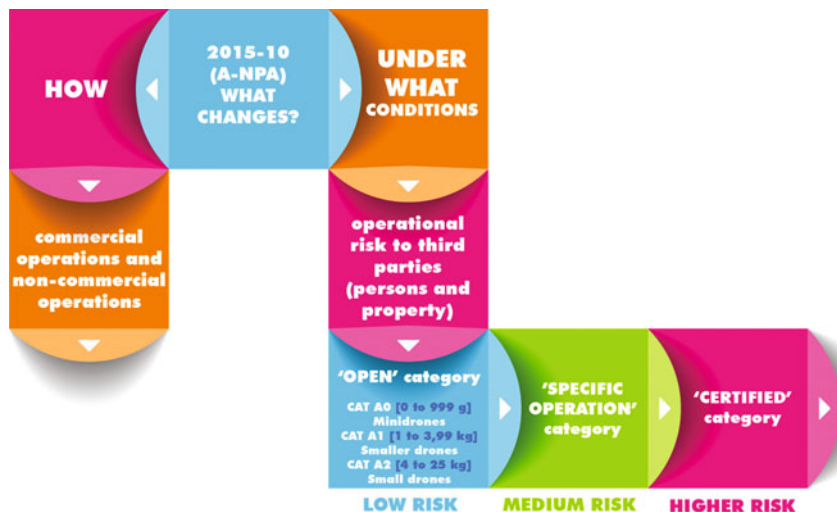 HOW
2015-10
(A-NPA)
WHAT
CHANGES?
UNDER
WHAT
CONDITIONS
commercial
operations and
non-commercial
operations
operational
risk to third
parties
(persons and
property)
'OPEN' category
CAT A0 [0 to 999 g]
Minidrones
CAT A1 [1 to 3,99 kg]
Smaller drones
CAT A2 [4 to 25 kg]
Small drones
'SPECIFIC
OPERATION'
category
'CERTIFIED'
category
LOW RISK
MEDIUM RISK
HIGHER RISK